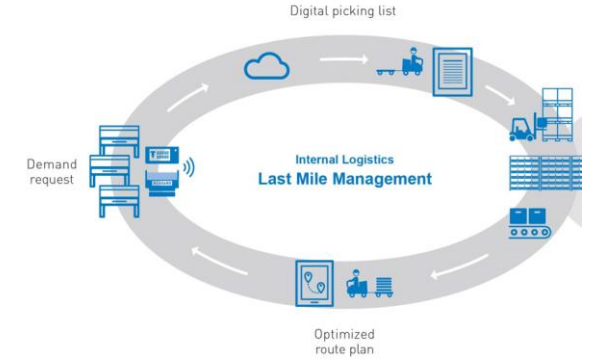 Digital picking list
Demand
request
Internal Logistics
Last Mile Management
Optimized
route plan